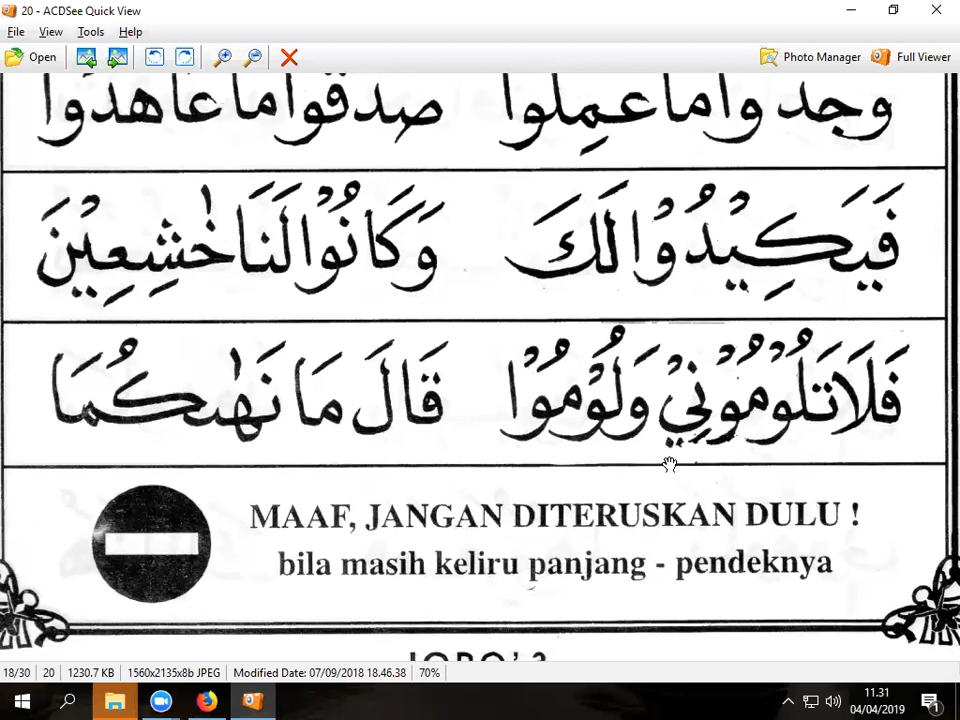 20 - ACDSee Quick View
File View Tools Help
Open Photo Manager Full Viewer
وجدوا ما عملوا صدقوا ما عاهدوا
فَيَكِيْدُوْا لَكَ وَكَانُوْا لَنَا خٰشِعِيْنَ
فَلَا تَلُوْمُوْنِيْ وَلُوْمُوْا قَالَ مَا نَهٰىكُمَا
MAAF, JANGAN DITERUSKAN DULU !
bila masih keliru panjang - pendeknya
18/30 20 1230.7 KB 1560x2135x8b JPEG Modified Date: 07/09/2018 18.46.38 70%
11.31
04/04/2019
1